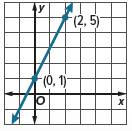 y
(2, 5)
(0, 1)
O
x